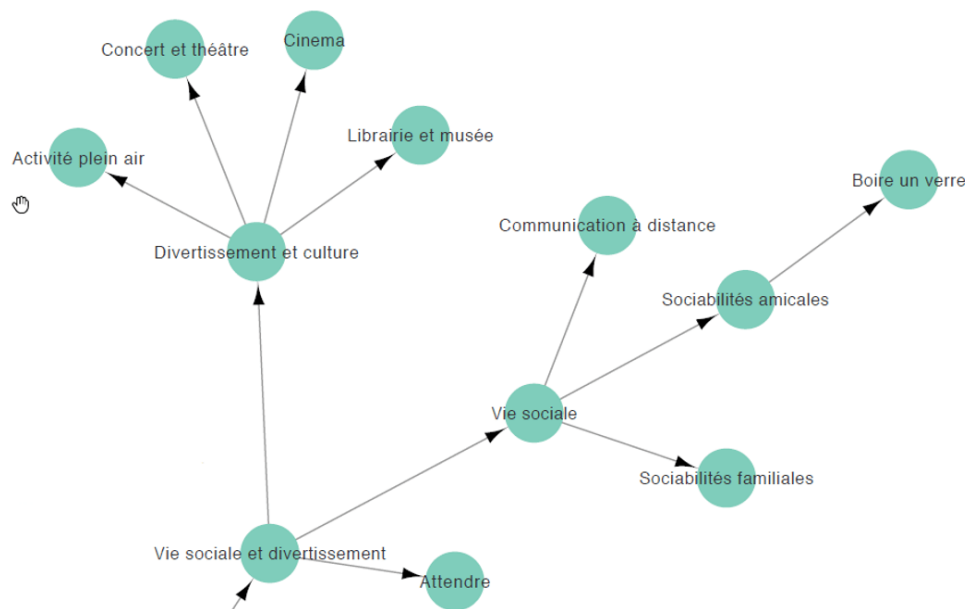 Cinema
Concert et théâtre
Librairie et musée
Activité plein air
Boire un verre
Communication à distance
Divertissement et culture
Sociabilités amicales
Vie sociale
Sociabilités familiales
Vie sociale et divertissement
Attendre